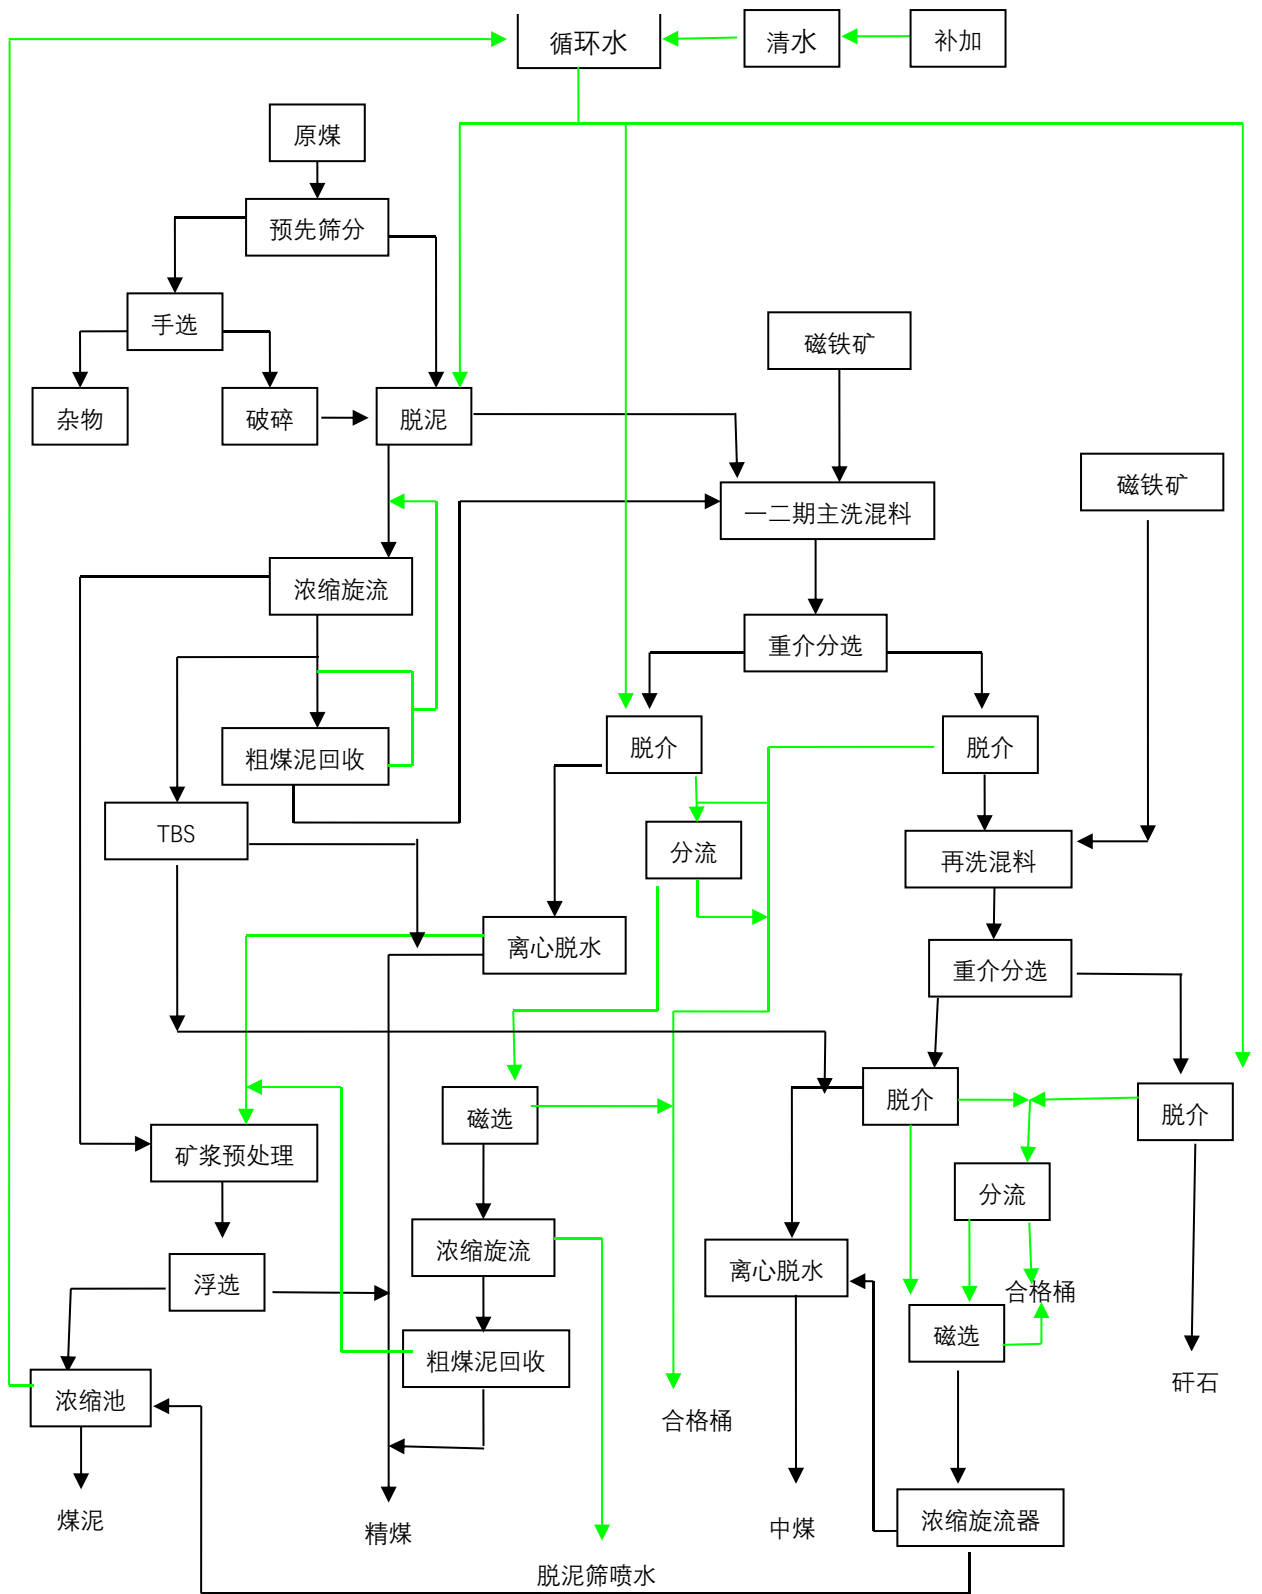 循环水
清水
补加
原煤
预先筛分
手选
磁铁矿
杂物
破碎
脱泥
磁铁矿
一二期主洗混料
浓缩旋流
重介分选
粗煤泥回收
脱介
脱介
TBS
分流
再洗混料
离心脱水
重介分选
磁选
脱介
脱介
矿浆预处理
分流
浓缩旋流
离心脱水
浮选
合格桶
磁选
粗煤泥回收
矸石
浓缩池
合格桶
煤泥
精煤
中煤
浓缩旋流器
脱泥筛喷水